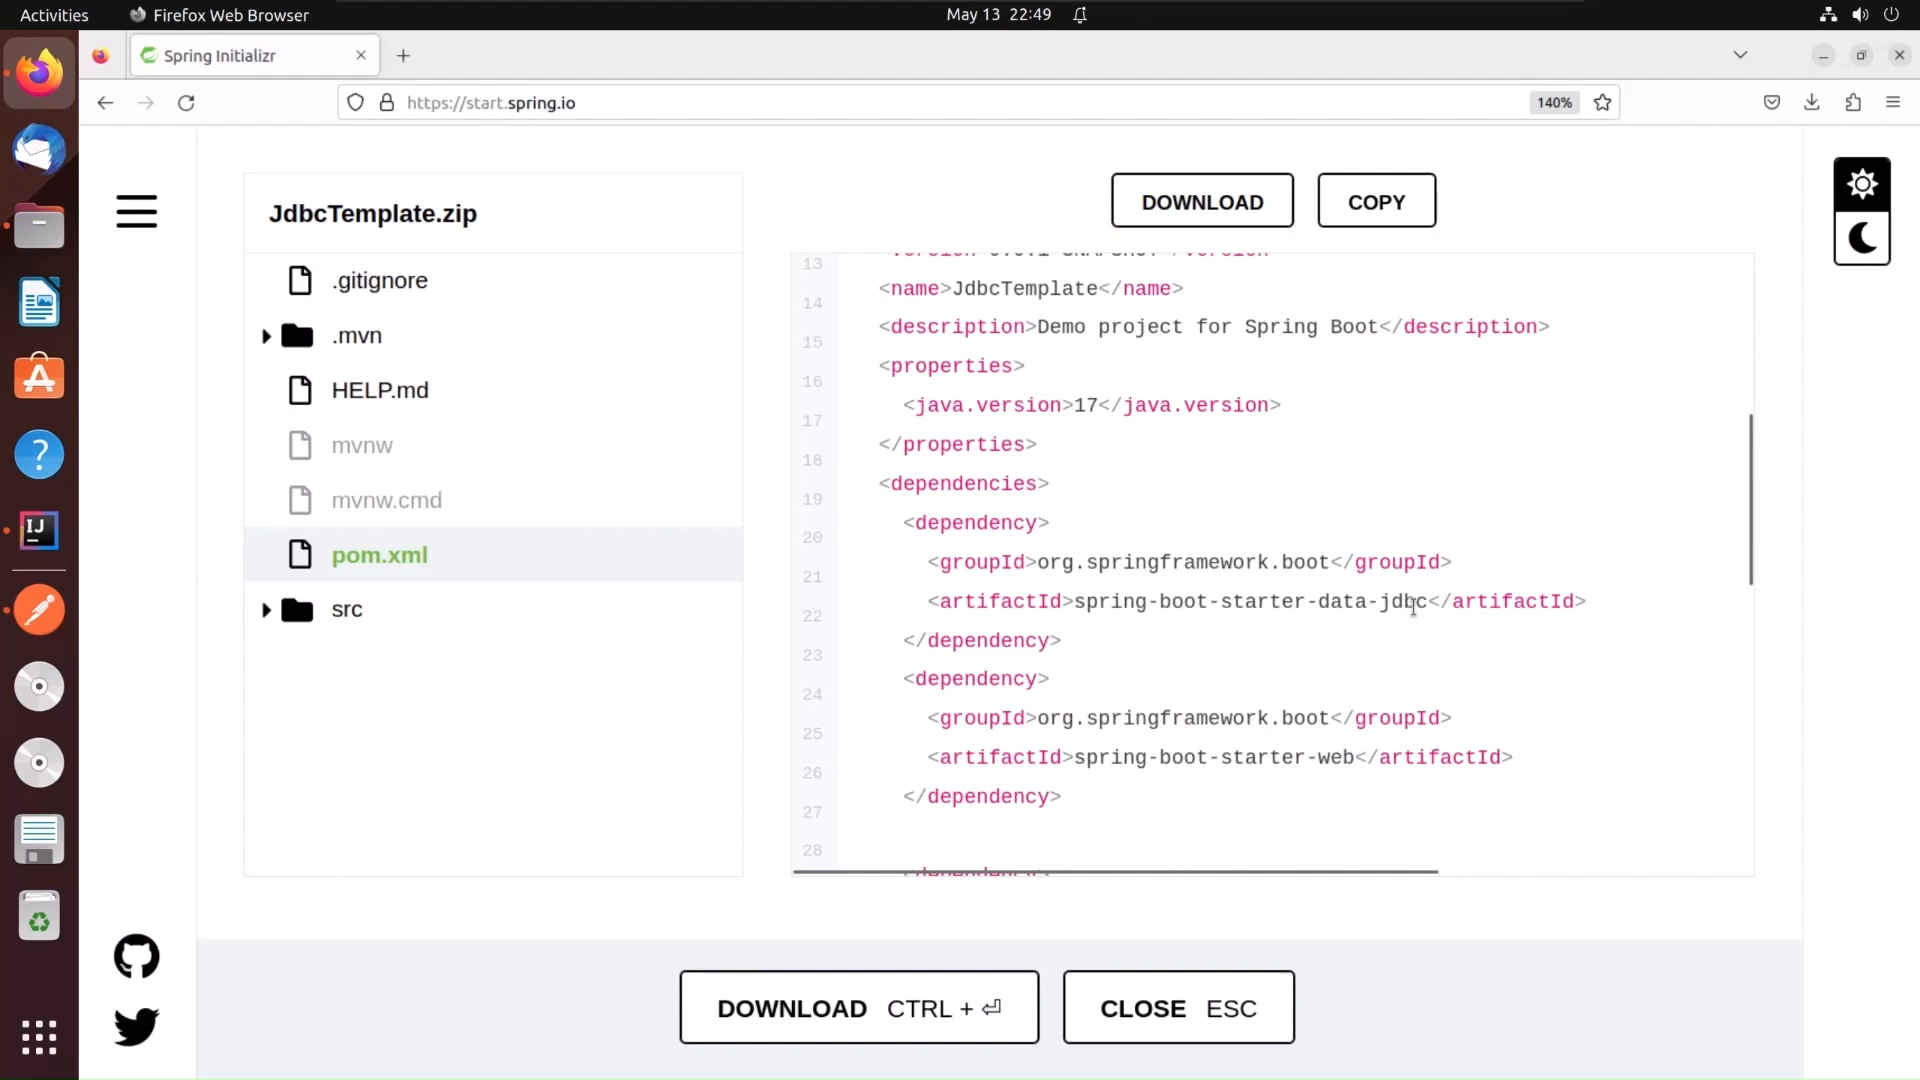 Activities
Firefox Web Browser
May 13 22:49
Spring Initializr
https://start.spring.io
140%
JdbcTemplate.zip
DOWNLOAD
COPY
.gitignore
.mvn
HELP.md
mvnw
mvnw.cmd
pom.xml
src
13
14 <name>JdbcTemplate</name>
15 <description>Demo project for Spring Boot</description>
16 <properties>
17 <java.version>17</java.version>
18 </properties>
19 <dependencies>
20 <dependency>
21 <groupId>org.springframework.boot</groupId>
22 <artifactId>spring-boot-starter-data-jdbc</artifactId>
23 </dependency>
24 <dependency>
25 <groupId>org.springframework.boot</groupId>
26 <artifactId>spring-boot-starter-web</artifactId>
27 </dependency>
28
<dependency>
DOWNLOAD CTRL + ⏎
CLOSE ESC